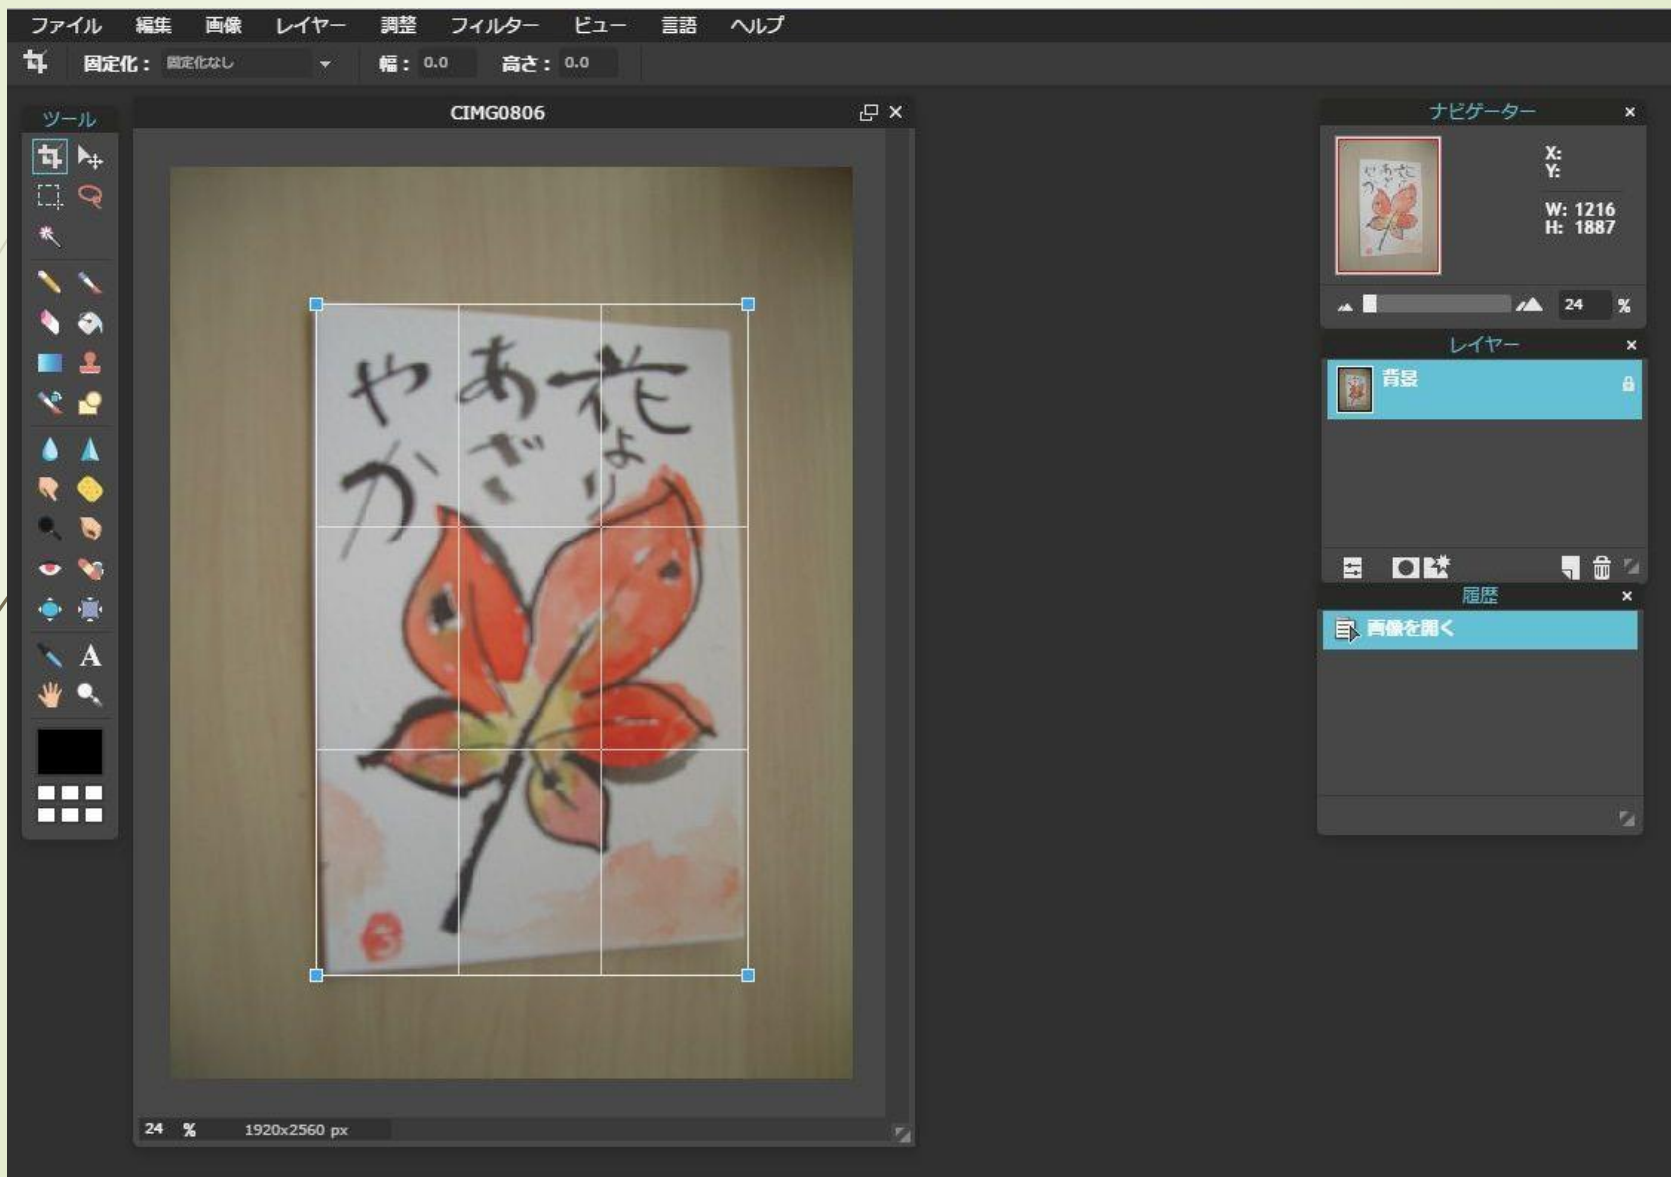 ファイル 編集 画像 レイヤー 調整 フィルター ビュー 言語 ヘルプ
固定化： 固定化なし 幅： 0.0 高さ： 0.0
ツール
A
CIMG0806
花より
あざ
やか
3
24 % 1920x2560 px
ナビゲーター
X:
Y:
W: 1216
H: 1887
24 %
レイヤー
背景
履歴
画像を開く